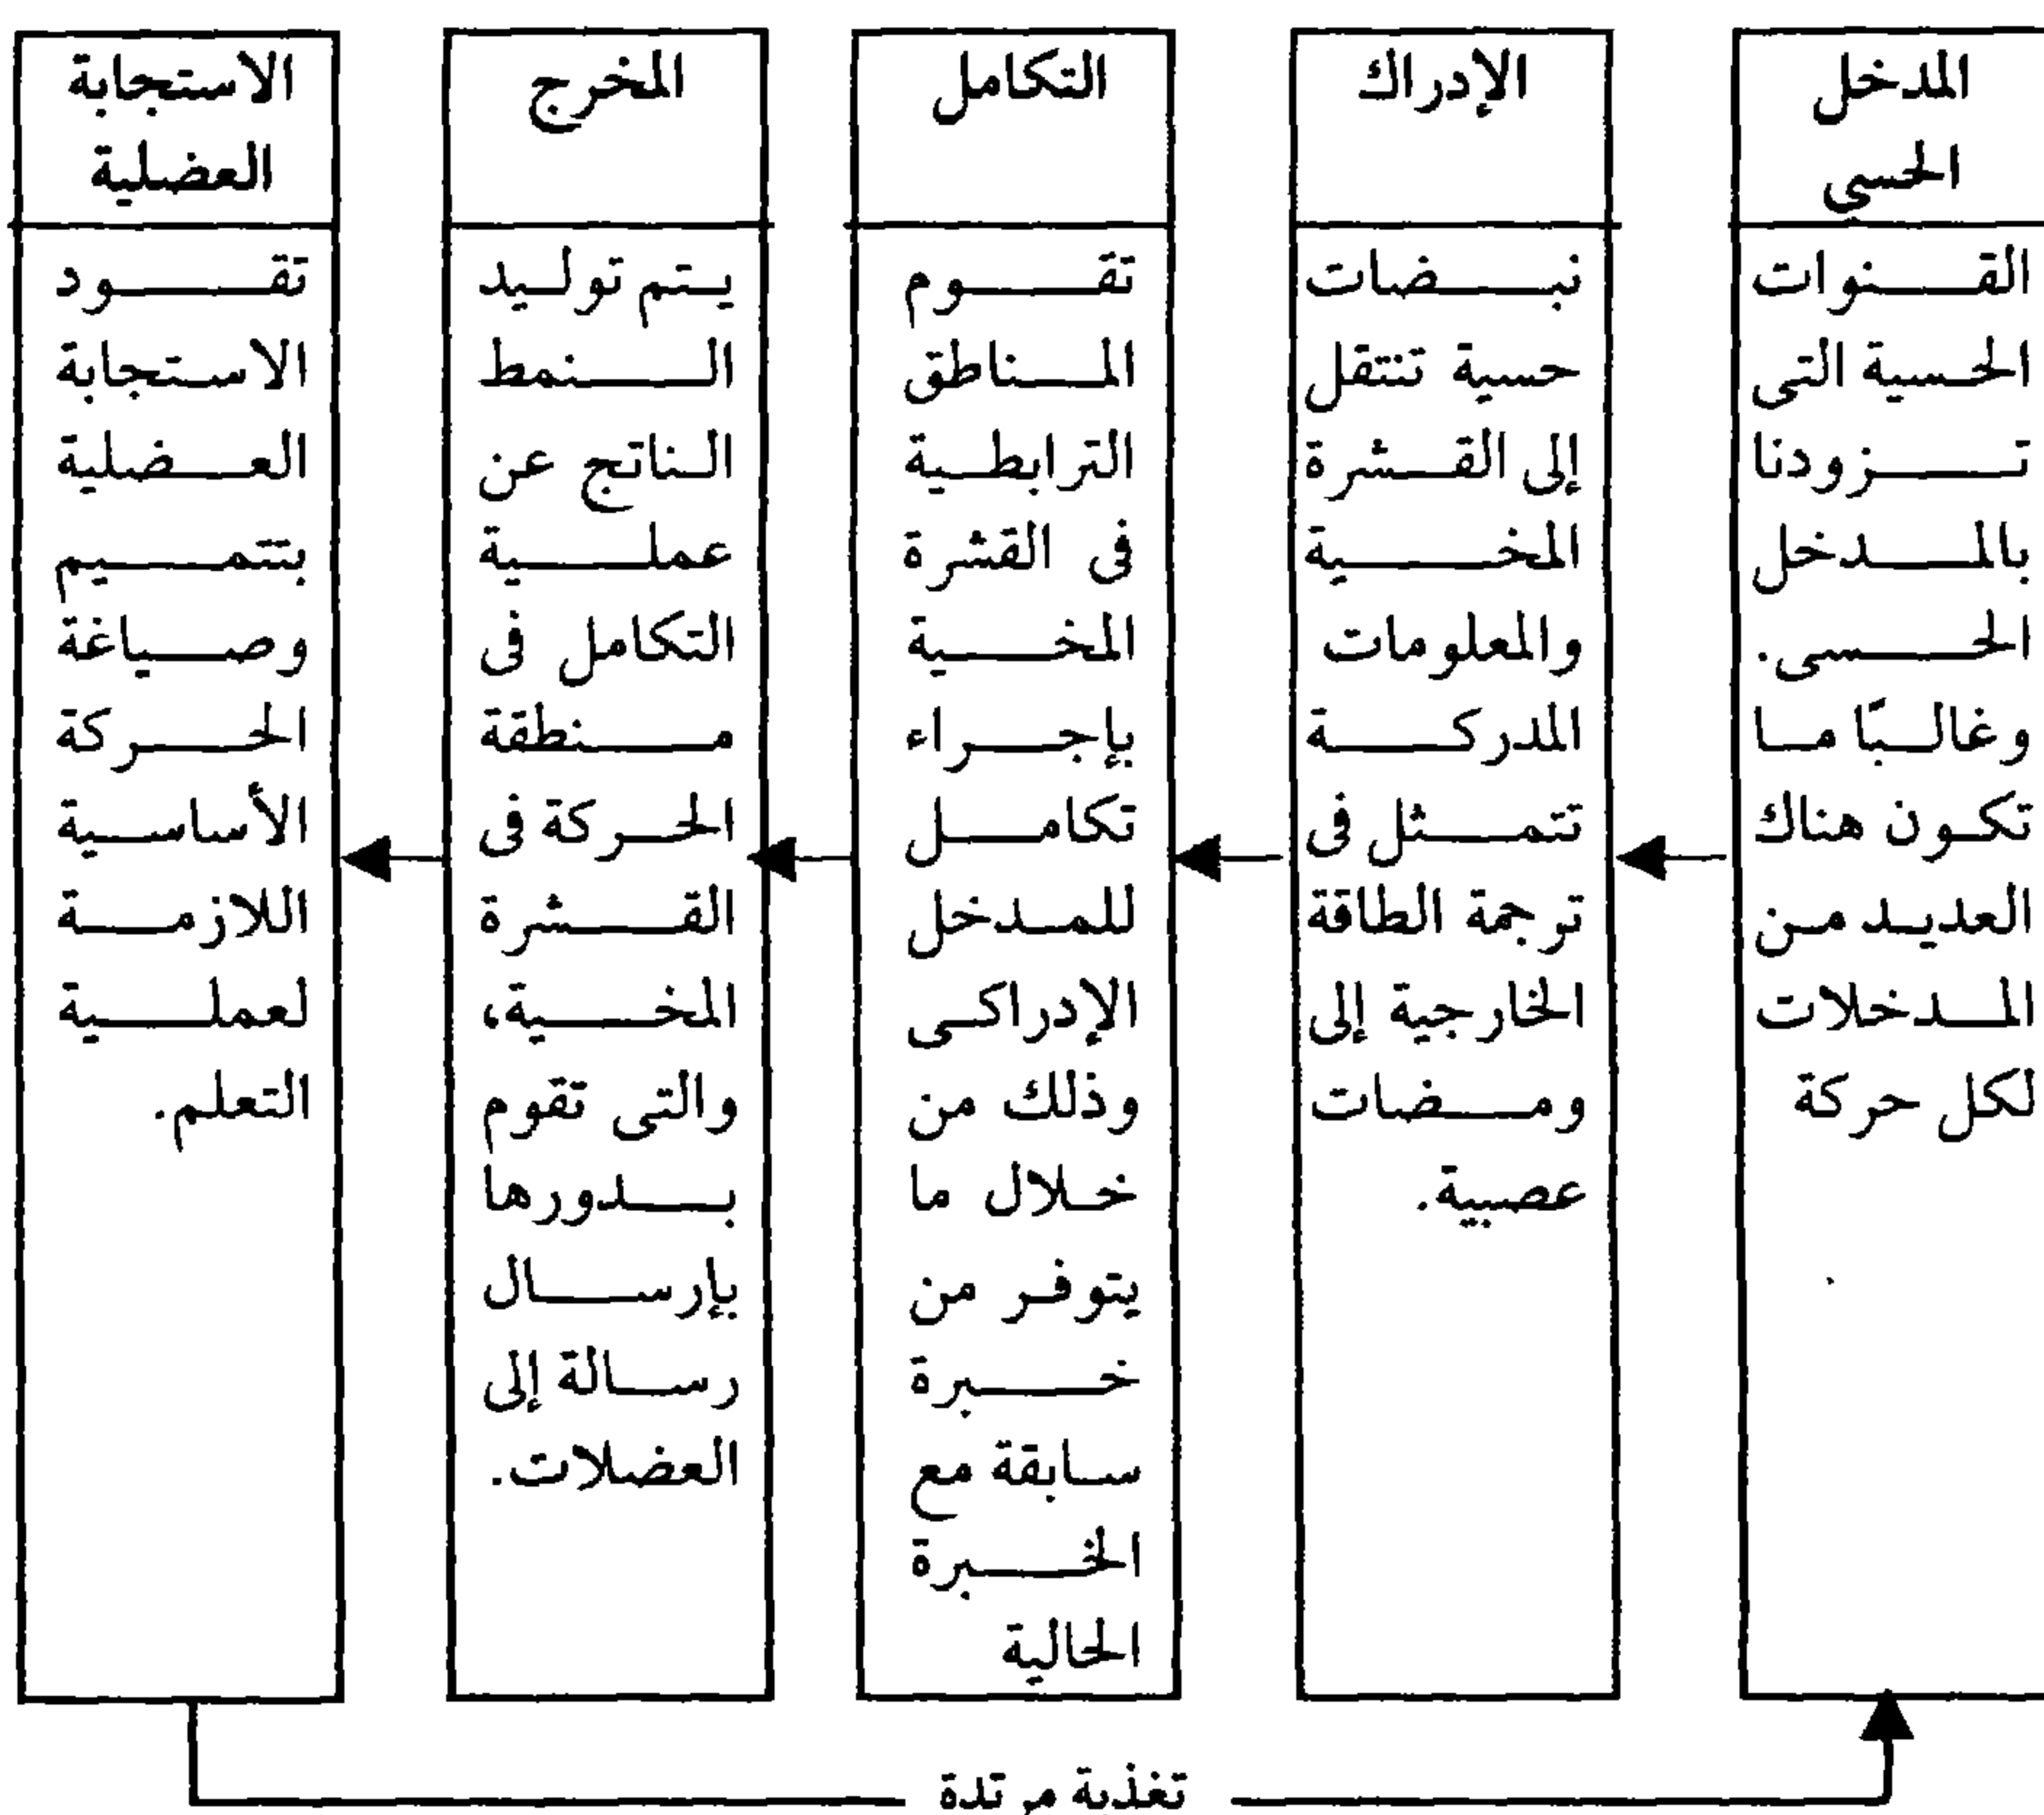 المدخل
الحسي
القنوات
الحسية التى
تزودنا
بالمدخل
الحسى.
وغالبًا ما
تكون هناك
العديد من
المدخلات
لكل حركة
الإدراك
نبضات
حسية تنتقل
إلى القشرة
المخية
والمعلومات
المدركة
تتمثل فى
ترجمة الطاقة
الخارجية إلى
ومضات
عصبية.
التكامل
تقوم
المناطق
الترابطية
فى القشرة
المخية
بإجراء
تكامل
للمدخل
الإدراكى
وذلك من
خلال ما
يتوفر من
خبرة
سابقة مع
الخبرة
الحالية
المخرج
يتم توليد
النمط
الناتج عن
عملية
التكامل فى
منطقة
الحركة فى
القشرة
المخية،
والتى تقوم
بدورها
بإرسال
رسالة إلى
العضلات.
الاستجابة
العضلية
تقود
الاستجابة
العضلية
بتتميم
وصياغة
الحركة
الأساسية
اللازمة
لعملية
التعلم.
تغذية مرتدة